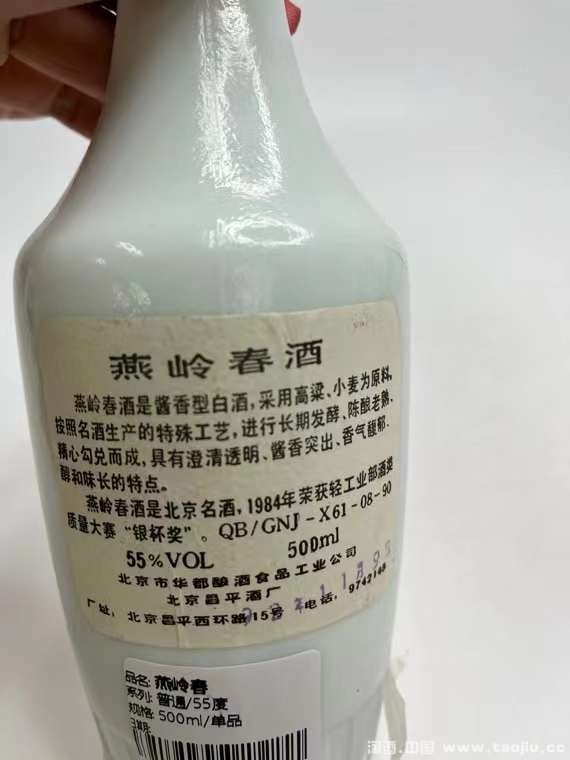 燕岭春酒
燕岭春酒是酱香型白酒,采用高粱、小麦为原料,
按照名酒生产的特殊工艺,进行长期发酵、陈酿老熟、
精心勾兑而成,具有澄清透明、酱香突出、香气馥郁、
醇和味长的特点。
燕岭春酒是北京名酒,1984年荣获轻工业部酒类
质量大赛“银杯奖”。QB/GNJ-X61-08-90
55%VOL 500ml
北京市华都酿酒食品工业公司
北京昌平酒厂
厂址:北京昌平西环路15号 电话:9742148
品名:燕岭春
系列:普通/55度
规格:500ml/单品
日期:
淘酒.中国 www.taojiu.cc